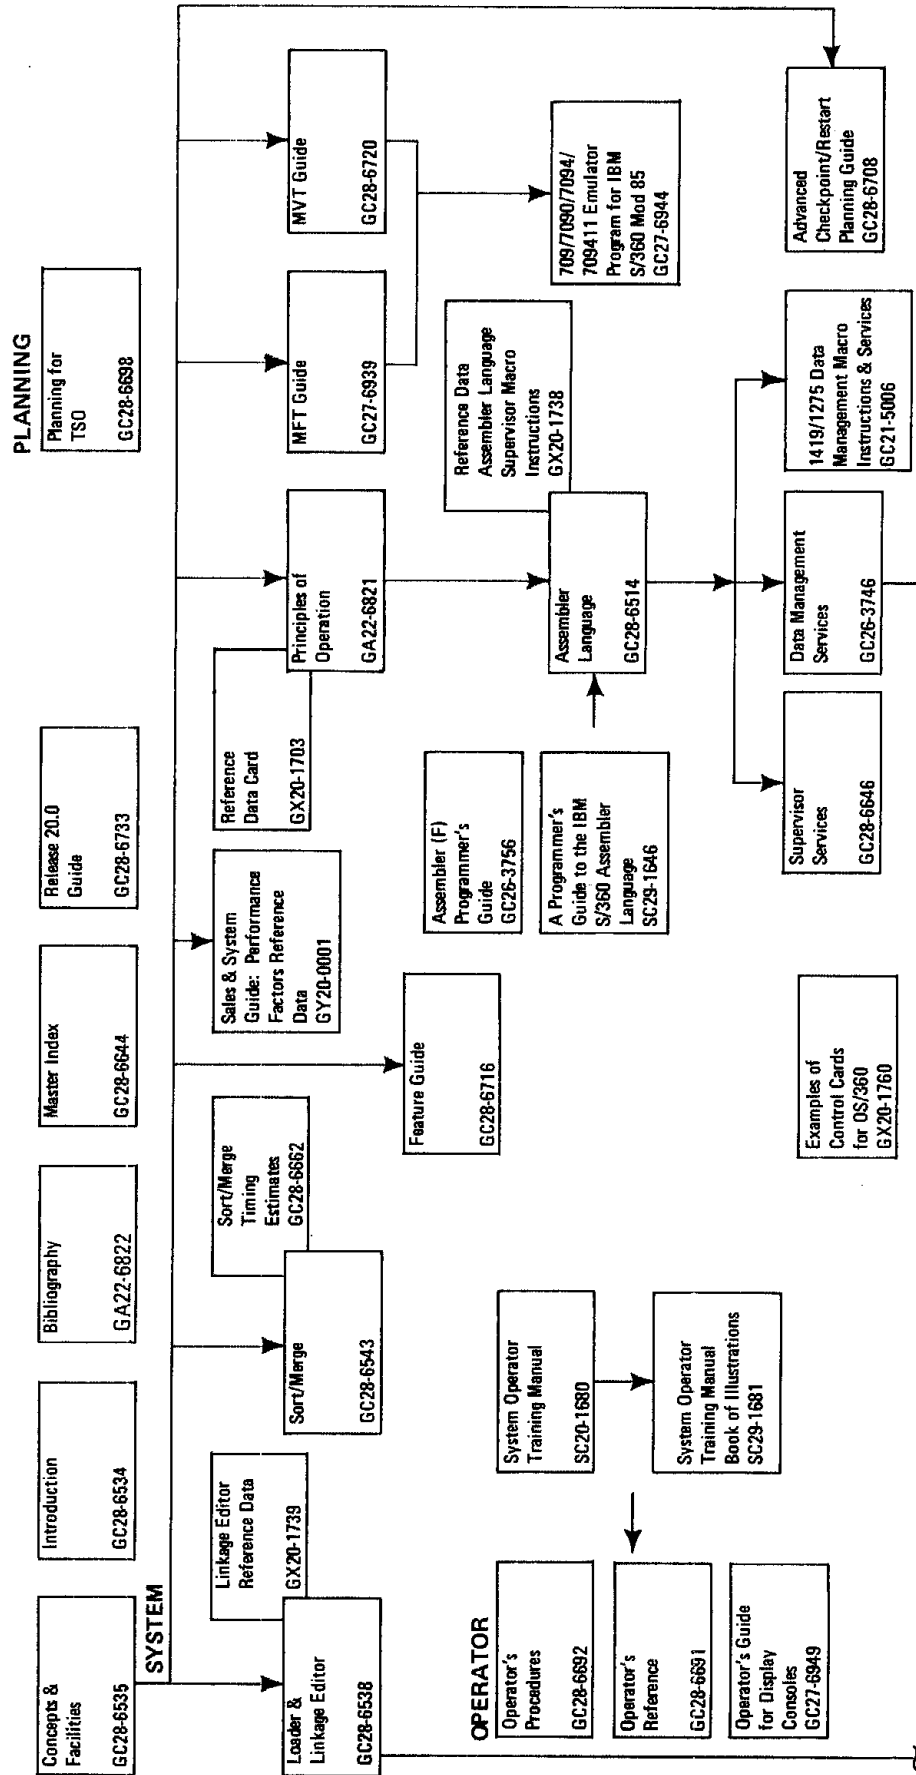 Concepts &
Facilities
GC28-6535
Introduction
GC28-6534
Bibliography
GA22-6822
Master Index
GC28-6644
Release 20.0
Guide
GC28-6733
PLANNING
Planning for
TSO
GC28-6698
SYSTEM
Loader &
Linkage Editor
GC28-6538
Linkage Editor
Reference Data
GX20-1739
Sort/Merge
GC28-6543
Sort/Merge
Timing
Estimates
GC28-6662
Sales & System
Guide: Performance
Factors Reference
Data
GY20-0001
Reference
Data Card
GX20-1703
Principles of
Operation
GA22-6821
MFT Guide
GC27-6939
MVT Guide
GC28-6720
Feature Guide
GC28-6716
Assembler (F)
Programmer's
Guide
GC26-3756
A Programmer's
Guide to the IBM
S/360 Assembler
Language
SC29-1646
Reference Data
Assembler Language
Supervisor Macro
Instructions
GX20-1738
Assembler
Language
GC28-6514
709/7090/7094/
709411 Emulator
Program for IBM
S/360 Mod 85
GC27-6944
OPERATOR
Operator's
Procedures
GC28-6692
Operator's
Reference
GC28-6691
Operator's Guide
for Display
Consoles
GC27-6949
System Operator
Training Manual
SC20-1680
System Operator
Training Manual
Book of Illustrations
SC29-1681
Examples of
Control Cards
for OS/360
GX20-1760
Supervisor
Services
GC28-6646
Data Management
Services
GC26-3746
1419/1275 Data
Management Macro
Instructions & Services
GC21-5006
Advanced
Checkpoint/Restart
Planning Guide
GC28-6708